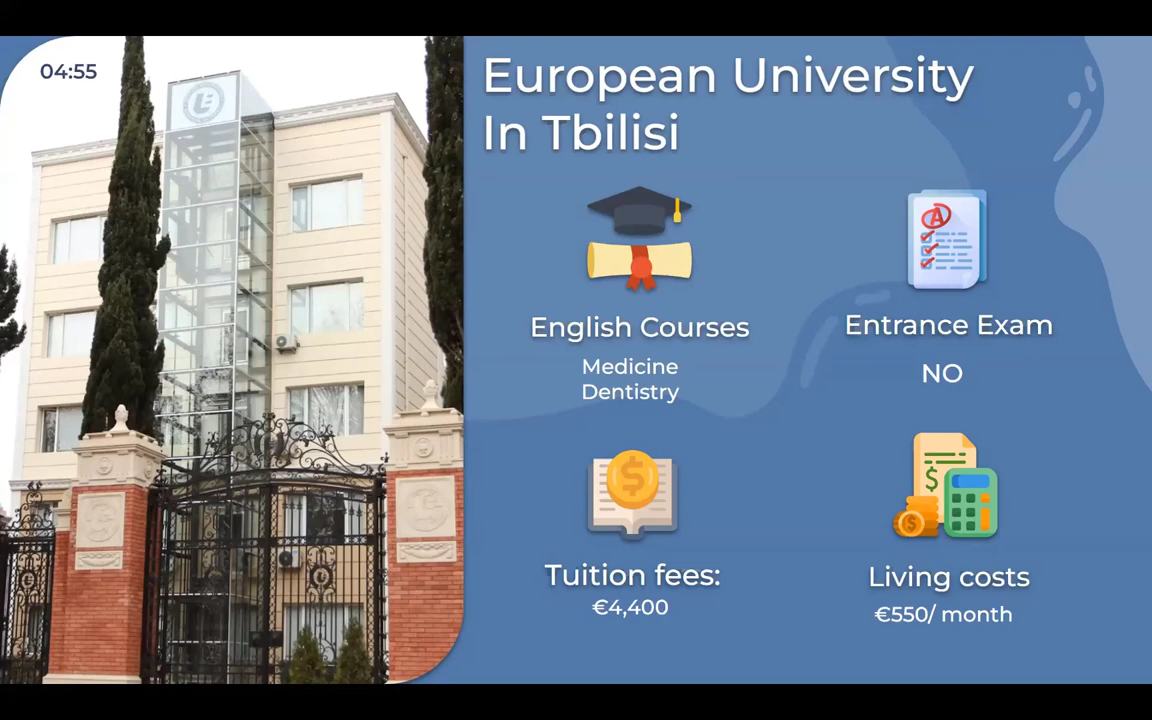 04:55
European University
In Tbilisi
English Courses
Medicine
Dentistry
Entrance Exam
NO
Tuition fees:
€4,400
Living costs
€550/ month